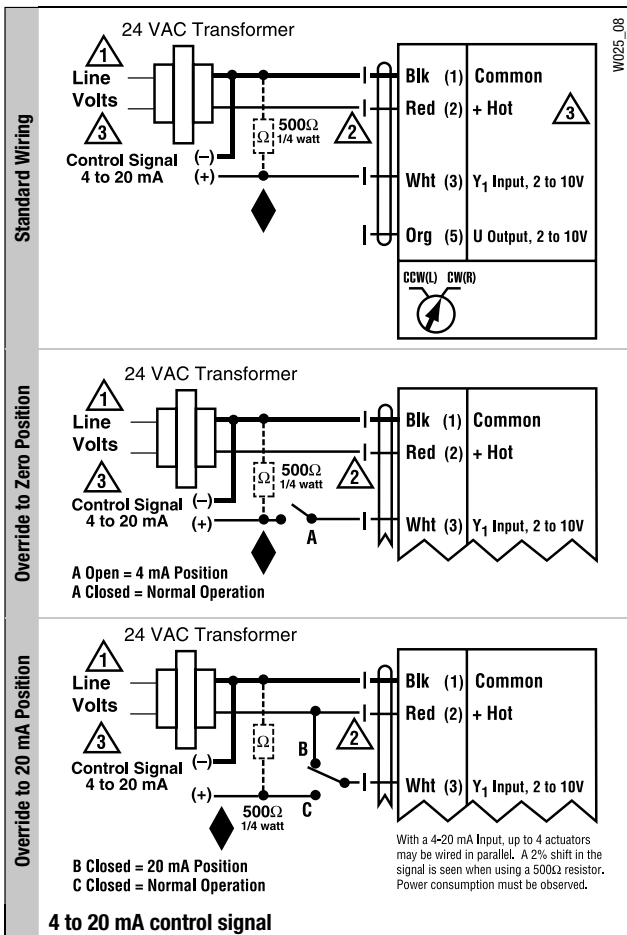 W025_08
Standard Wiring
24 VAC Transformer
1
Line
Volts
3
Control Signal
4 to 20 mA
(–)
(+)
Ω
500Ω
1/4 watt
2
Blk (1) Common
Red (2) + Hot
3
Wht (3) Y₁ Input, 2 to 10V
Org (5) U Output, 2 to 10V
CCW(L) CW(R)
Override to Zero Position
24 VAC Transformer
1
Line
Volts
3
Control Signal
4 to 20 mA
(–)
(+)
Ω
500Ω
1/4 watt
2
A
Blk (1) Common
Red (2) + Hot
Wht (3) Y₁ Input, 2 to 10V
A Open = 4 mA Position
A Closed = Normal Operation
Override to 20 mA Position
24 VAC Transformer
1
Line
Volts
3
Control Signal
4 to 20 mA
(–)
(+)
Ω
500Ω
1/4 watt
2
B
C
Blk (1) Common
Red (2) + Hot
Wht (3) Y₁ Input, 2 to 10V
B Closed = 20 mA Position
C Closed = Normal Operation
With a 4-20 mA Input, up to 4 actuators
may be wired in parallel. A 2% shift in the
signal is seen when using a 500Ω resistor.
Power consumption must be observed.
4 to 20 mA control signal